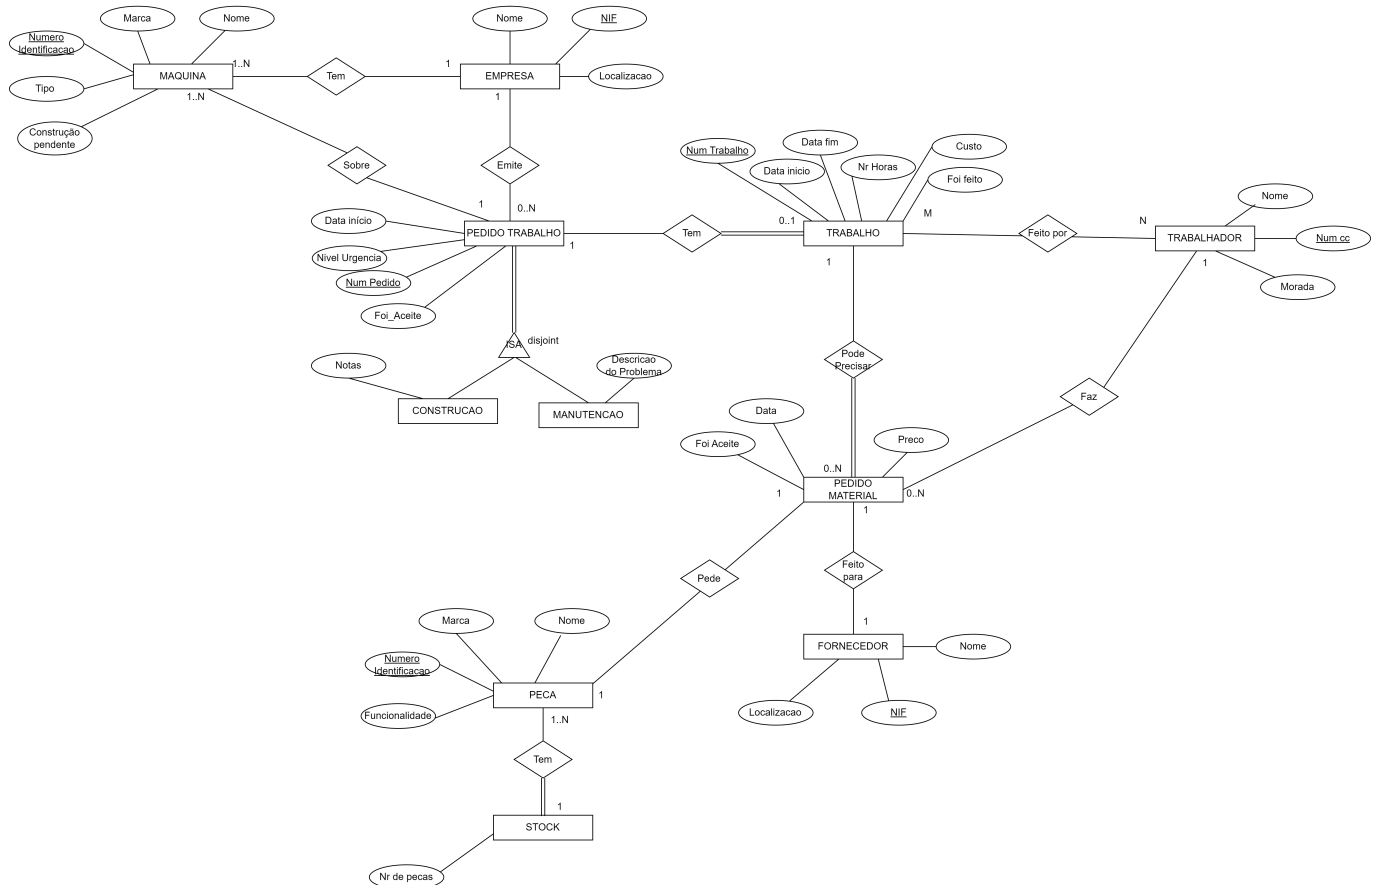 Marca
Nome
Nome
NIF
Numero
Identificacao
1..N
1
MAQUINA
Tem
EMPRESA
Localizacao
Tipo
1..N
1
Construção
pendente
Sobre
Emite
Num Trabalho
Data inicio
Data fim
Nr Horas
Custo
Foi feito
Nome
1
0..N
0..1
M
N
Data início
PEDIDO TRABALHO
1
Tem
TRABALHO
Feito por
TRABALHADOR
Num cc
Nivel Urgencia
1
1
Num Pedido
Morada
Foi_Aceite
ISA
disjoint
Pode
Precisar
Notas
Descricao
do Problema
Faz
CONSTRUCAO
MANUTENCAO
Data
Foi Aceite
Preco
0..N
1
PEDIDO
MATERIAL
0..N
1
Pede
Feito
para
1
Marca
Nome
FORNECEDOR
Nome
Numero
Identificacao
PECA
1
Funcionalidade
1..N
Localizacao
NIF
Tem
1
STOCK
Nr de pecas